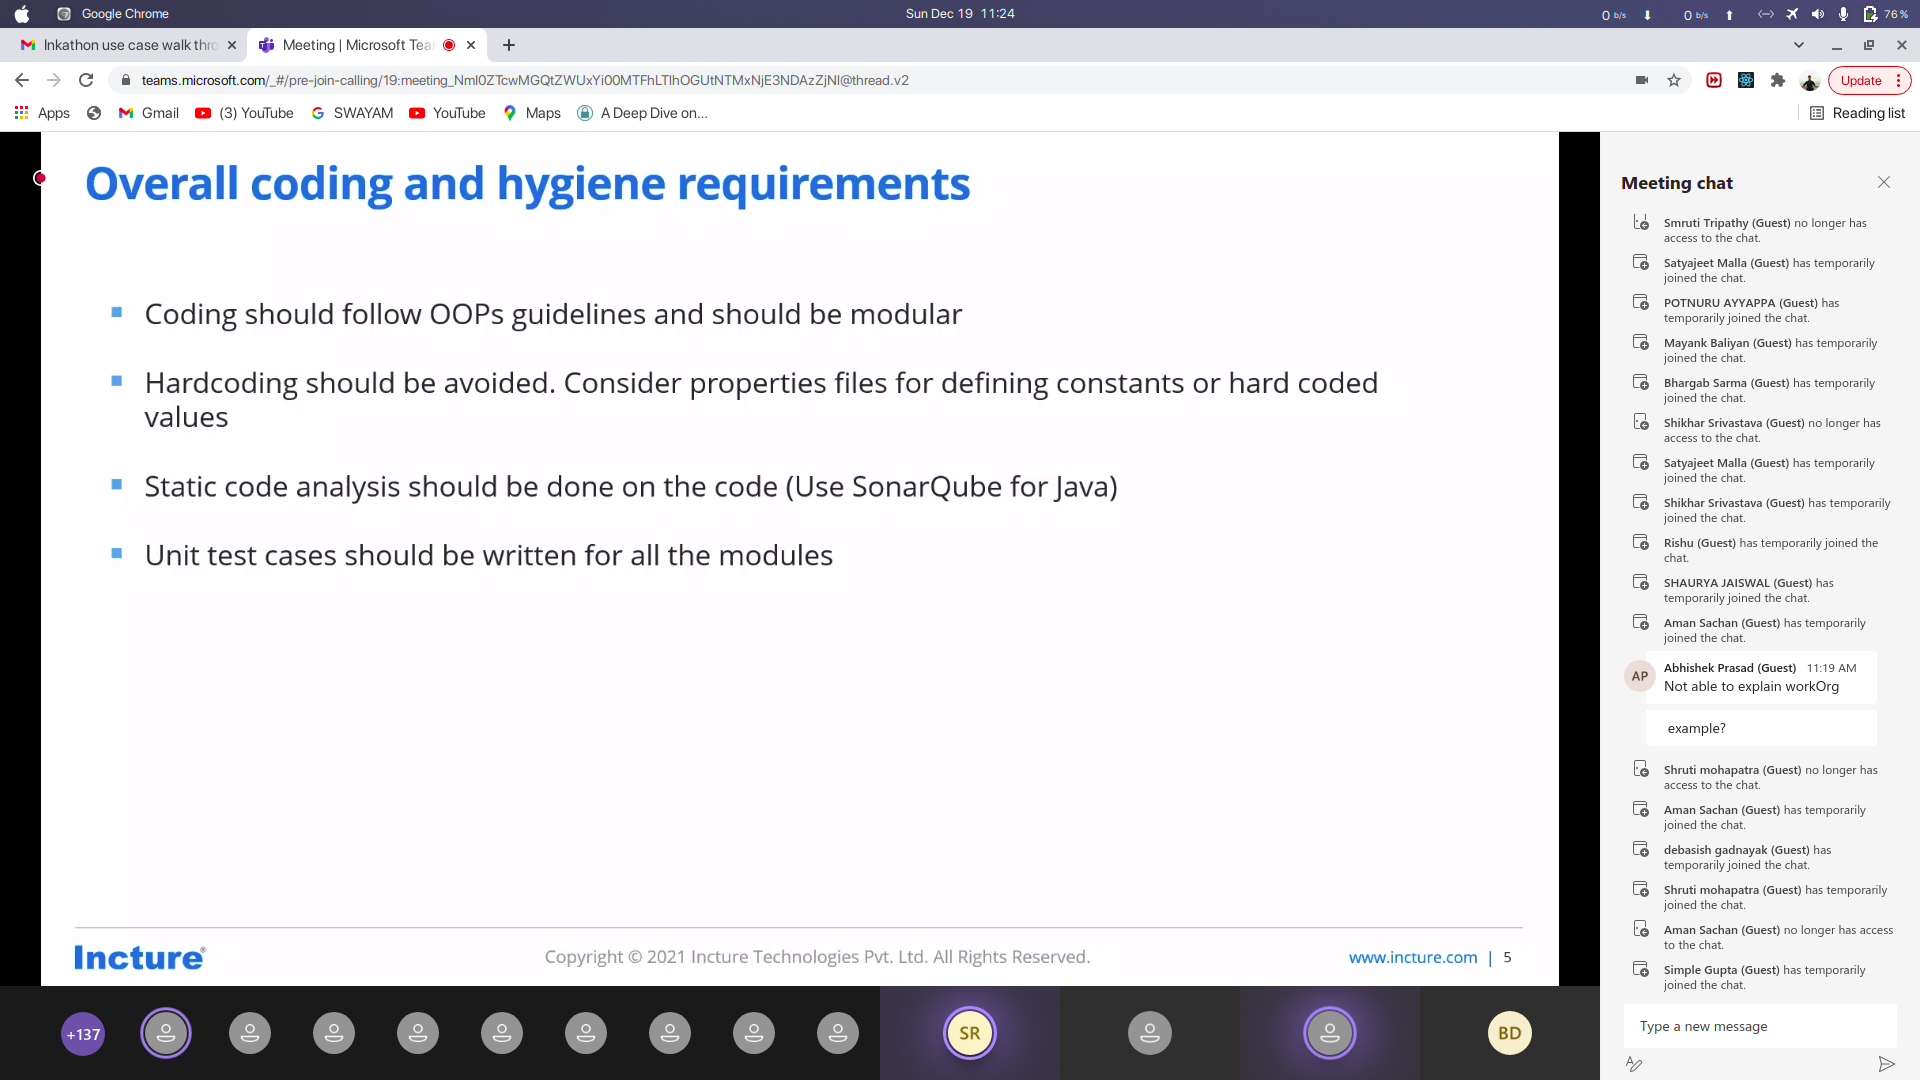 Google Chrome
Sun Dec 19 11:24
0 b/s 0 b/s 76%
Inkathon use case walk thro
Meeting | Microsoft Tea
teams.microsoft.com/_#/pre-join-calling/19:meeting_NmI0ZTcwMGQtZWUxYi00MTFhLTlhOGUtNTMxNjE3NDAzZjNl@thread.v2
Update
Apps
Gmail
(3) YouTube
SWAYAM
YouTube
Maps
A Deep Dive on...
Reading list
Overall coding and hygiene requirements
Coding should follow OOPs guidelines and should be modular
Hardcoding should be avoided. Consider properties files for defining constants or hard coded
values
Static code analysis should be done on the code (Use SonarQube for Java)
Unit test cases should be written for all the modules
Incture®
Copyright © 2021 Incture Technologies Pvt. Ltd. All Rights Reserved.
www.incture.com | 5
+137
SR
BD
Meeting chat
Smruti Tripathy (Guest) no longer has
access to the chat.
Satyajeet Malla (Guest) has temporarily
joined the chat.
POTNURU AYYAPPA (Guest) has
temporarily joined the chat.
Mayank Baliyan (Guest) has temporarily
joined the chat.
Bhargab Sarma (Guest) has temporarily
joined the chat.
Shikhar Srivastava (Guest) no longer has
access to the chat.
Satyajeet Malla (Guest) has temporarily
joined the chat.
Shikhar Srivastava (Guest) has temporarily
joined the chat.
Rishu (Guest) has temporarily joined the
chat.
SHAURYA JAISWAL (Guest) has
temporarily joined the chat.
Aman Sachan (Guest) has temporarily
joined the chat.
AP
Abhishek Prasad (Guest) 11:19 AM
Not able to explain workOrg
example?
Shruti mohapatra (Guest) no longer has
access to the chat.
Aman Sachan (Guest) has temporarily
joined the chat.
debasish gadnayak (Guest) has
temporarily joined the chat.
Shruti mohapatra (Guest) has temporarily
joined the chat.
Aman Sachan (Guest) no longer has access
to the chat.
Simple Gupta (Guest) has temporarily
joined the chat.
Type a new message